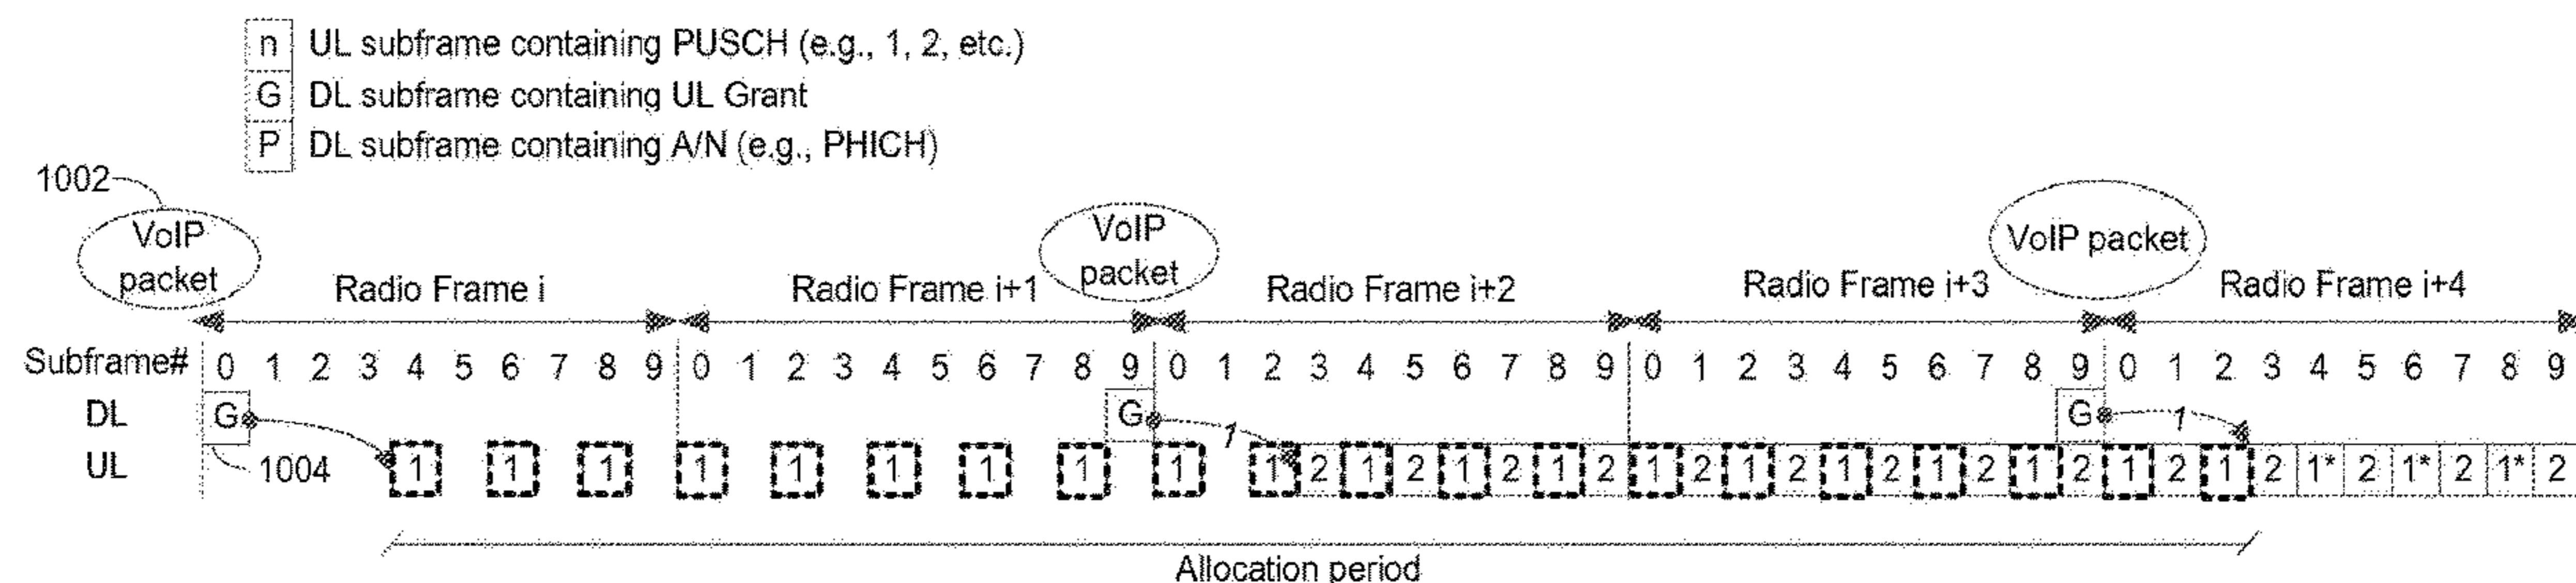 n UL subframe containing PUSCH (e.g., 1, 2, etc.)
G DL subframe containing UL Grant
P DL subframe containing A/N (e.g., PHICH)
1002
VoIP
packet
VoIP
packet
VoIP packet
Radio Frame i Radio Frame i+1 Radio Frame i+2 Radio Frame i+3 Radio Frame i+4
Subframe# 0 1 2 3 4 5 6 7 8 9 0 1 2 3 4 5 6 7 8 9 0 1 2 3 4 5 6 7 8 9 0 1 2 3 4 5 6 7 8 9 0 1 2 3 4 5 6 7 8 9
DL G G 1 G 1
UL 1004 1 1 1 1 1 1 1 1 1 1 2 1 2 1 2 1 2 1 2 1 2 1 2 1 2 1 2 1 2 1 2 1* 2 1* 2 1* 2
Allocation period